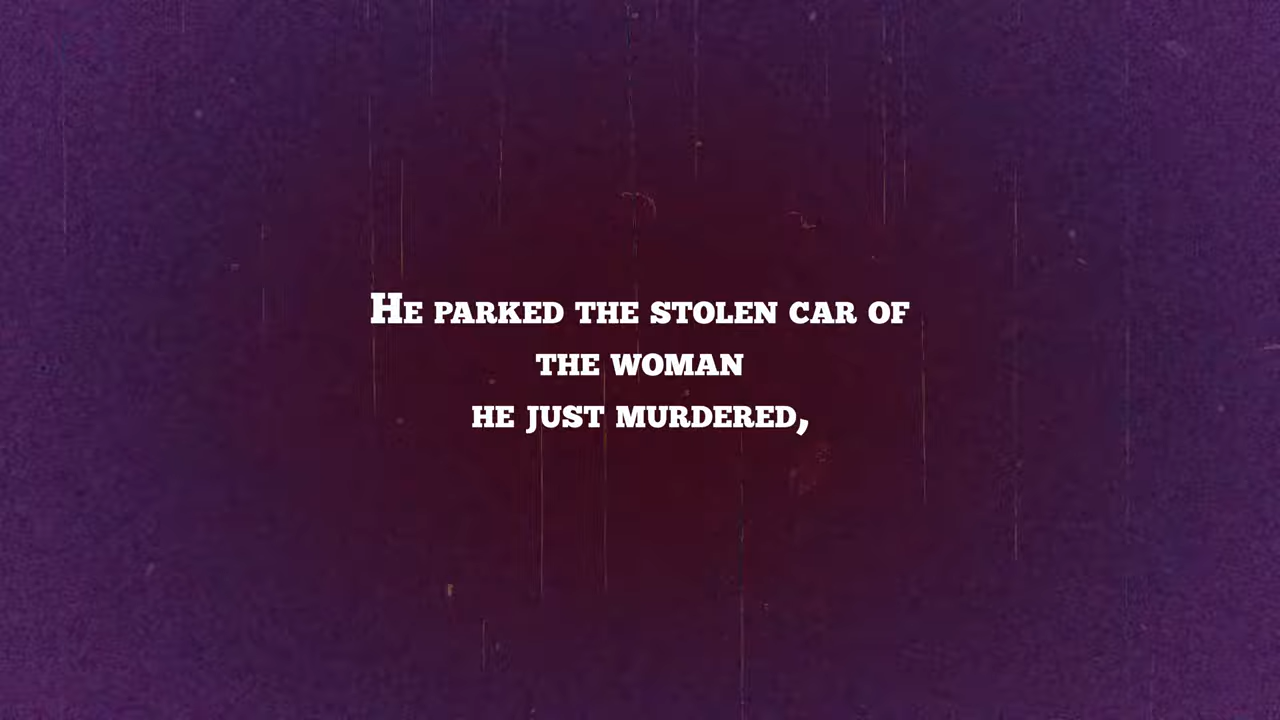 He parked the stolen car of
the woman
he just murdered,